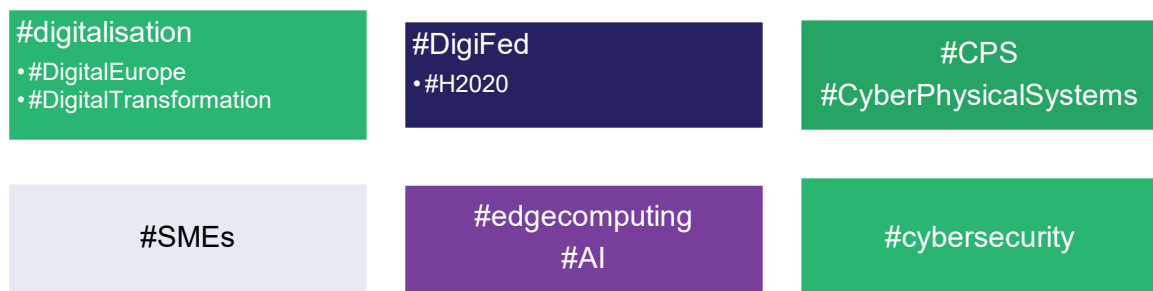 #digitalisation
•#DigitalEurope
•#DigitalTransformation
#DigiFed
•#H2020
#CPS
#CyberPhysicalSystems
#SMEs
#edgecomputing
#AI
#cybersecurity